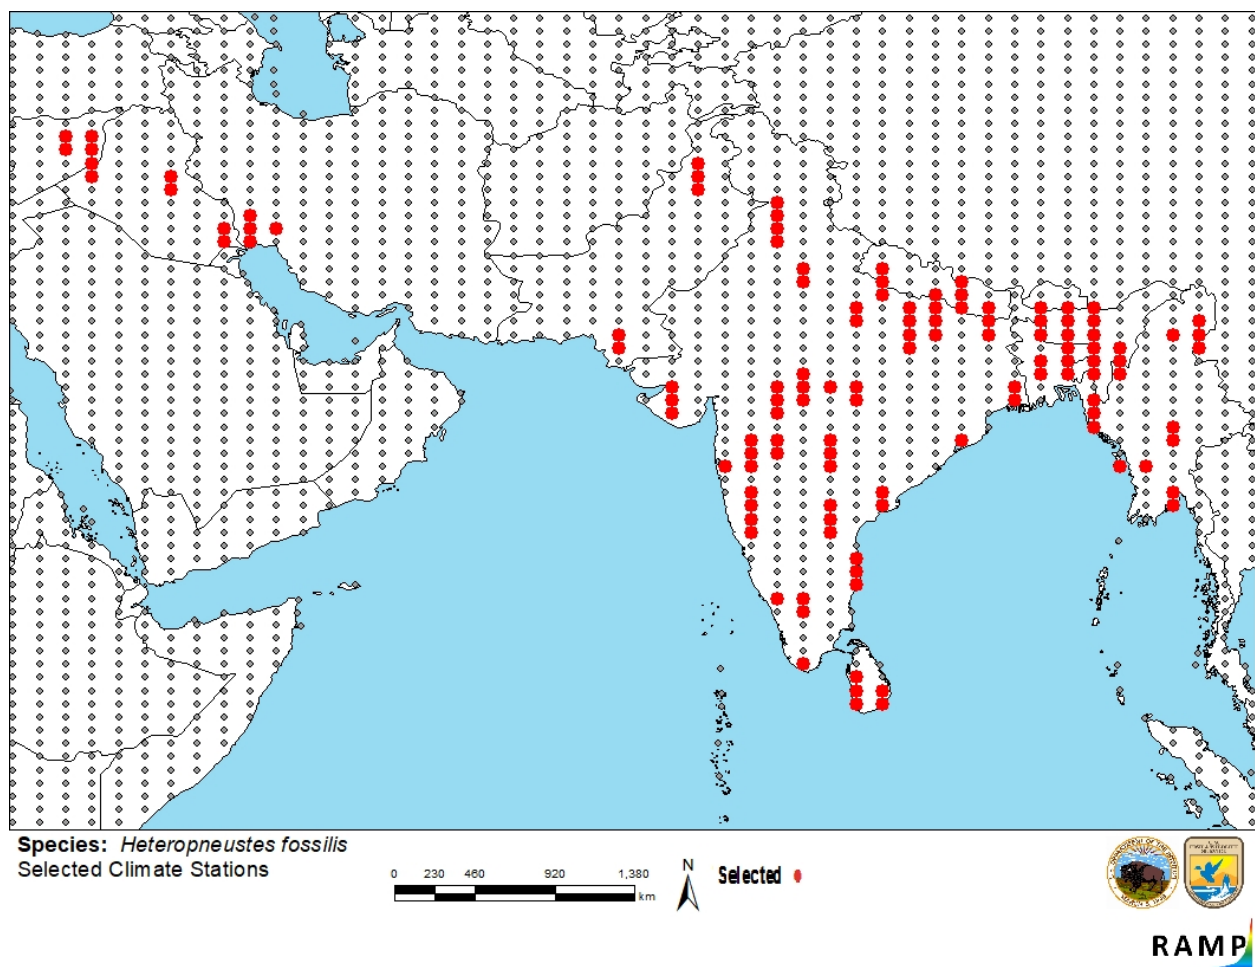 Species: Heteropneustes fossilis
Selected Climate Stations
0 230 460 920 1,380
km
N
Selected
RAMP